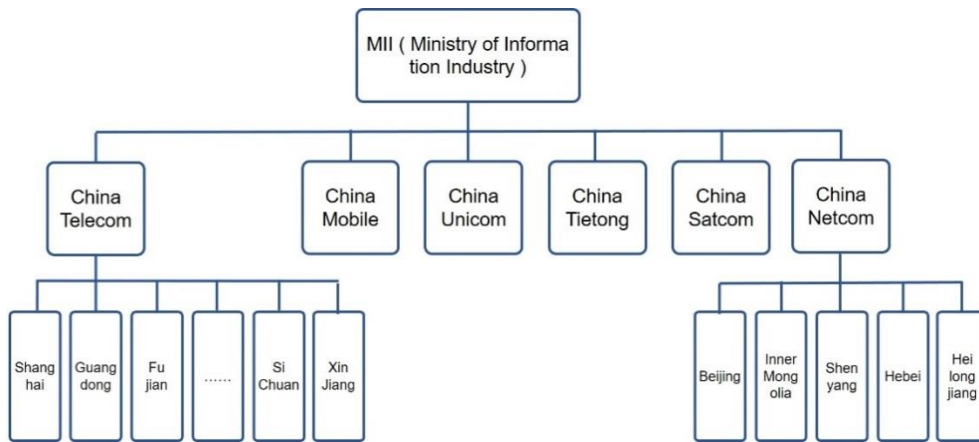 MII ( Ministry of Informa
tion Industry )
China
Telecom
China
Mobile
China
Unicom
China
Tietong
China
Satcom
China
Netcom
Shang
hai
Guang
dong
Fu
jian
......
Si
Chuan
Xin
Jiang
Beijing
Inner
Mong
olia
Shen
yang
Hebei
Hei
long
jiang